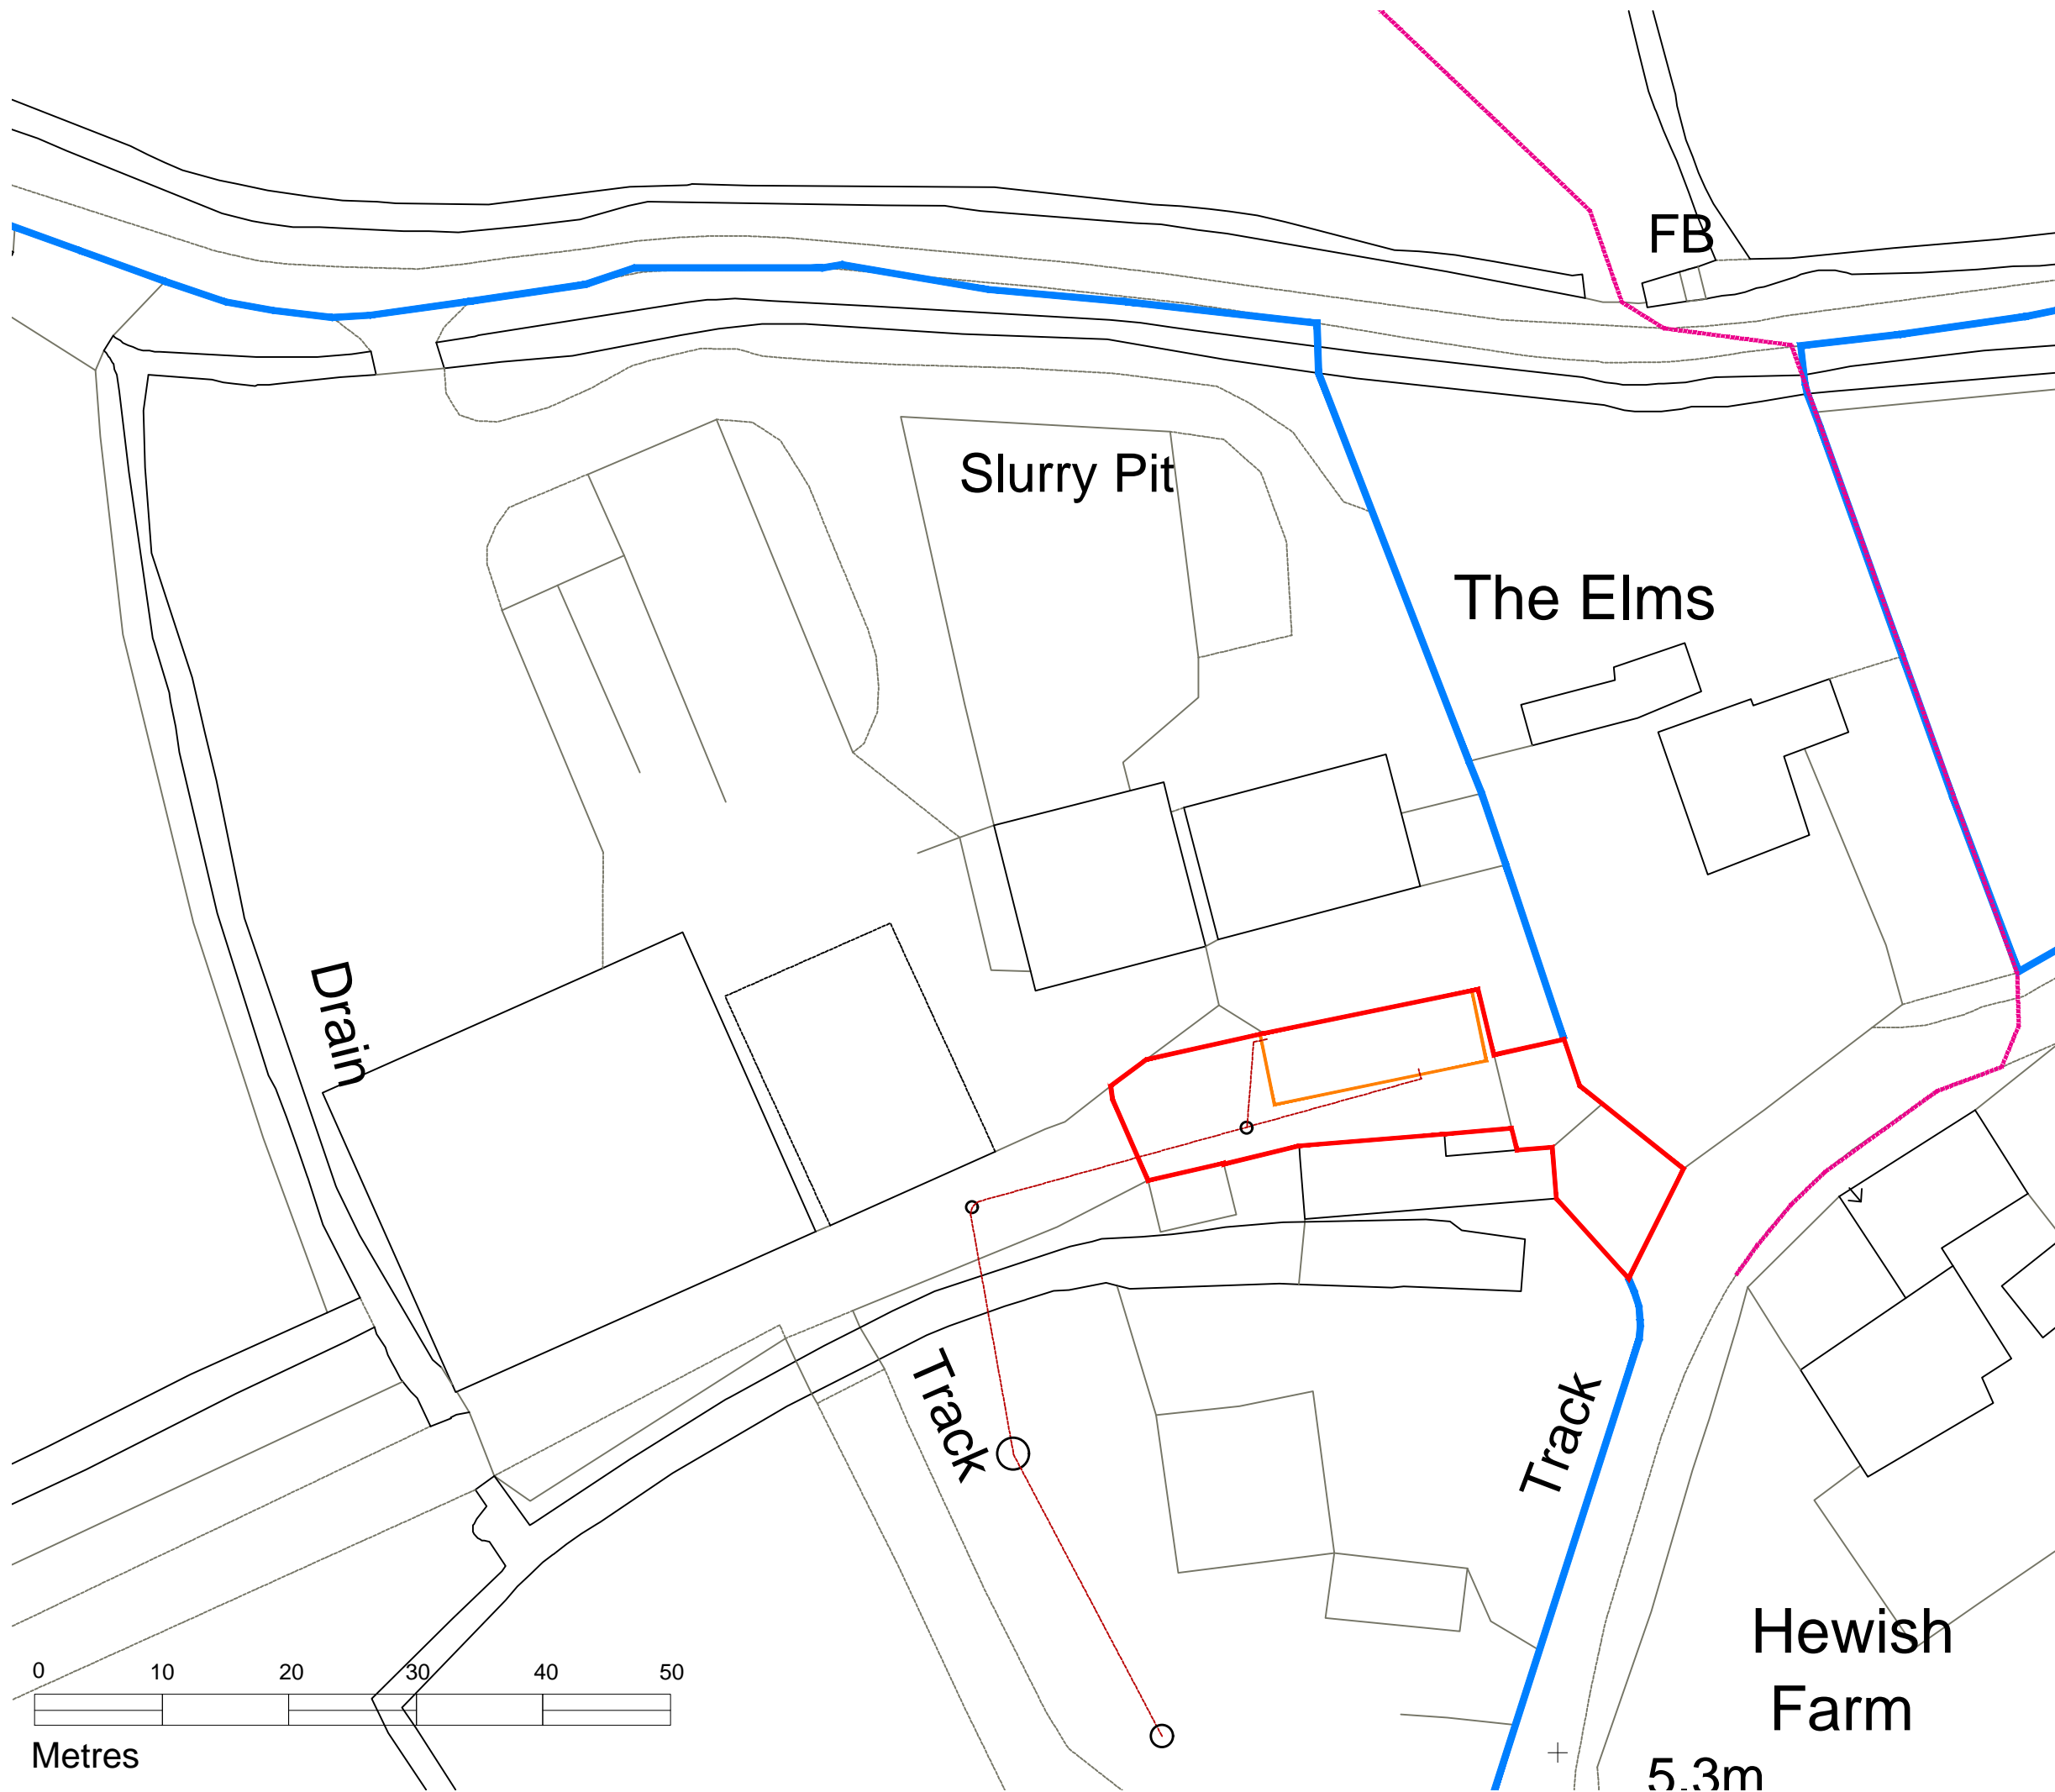 FB
Slurry Pit
The Elms
Drain
Track
Track
Hewish
Farm
5.3m
0 10 20 30 40 50
Metres